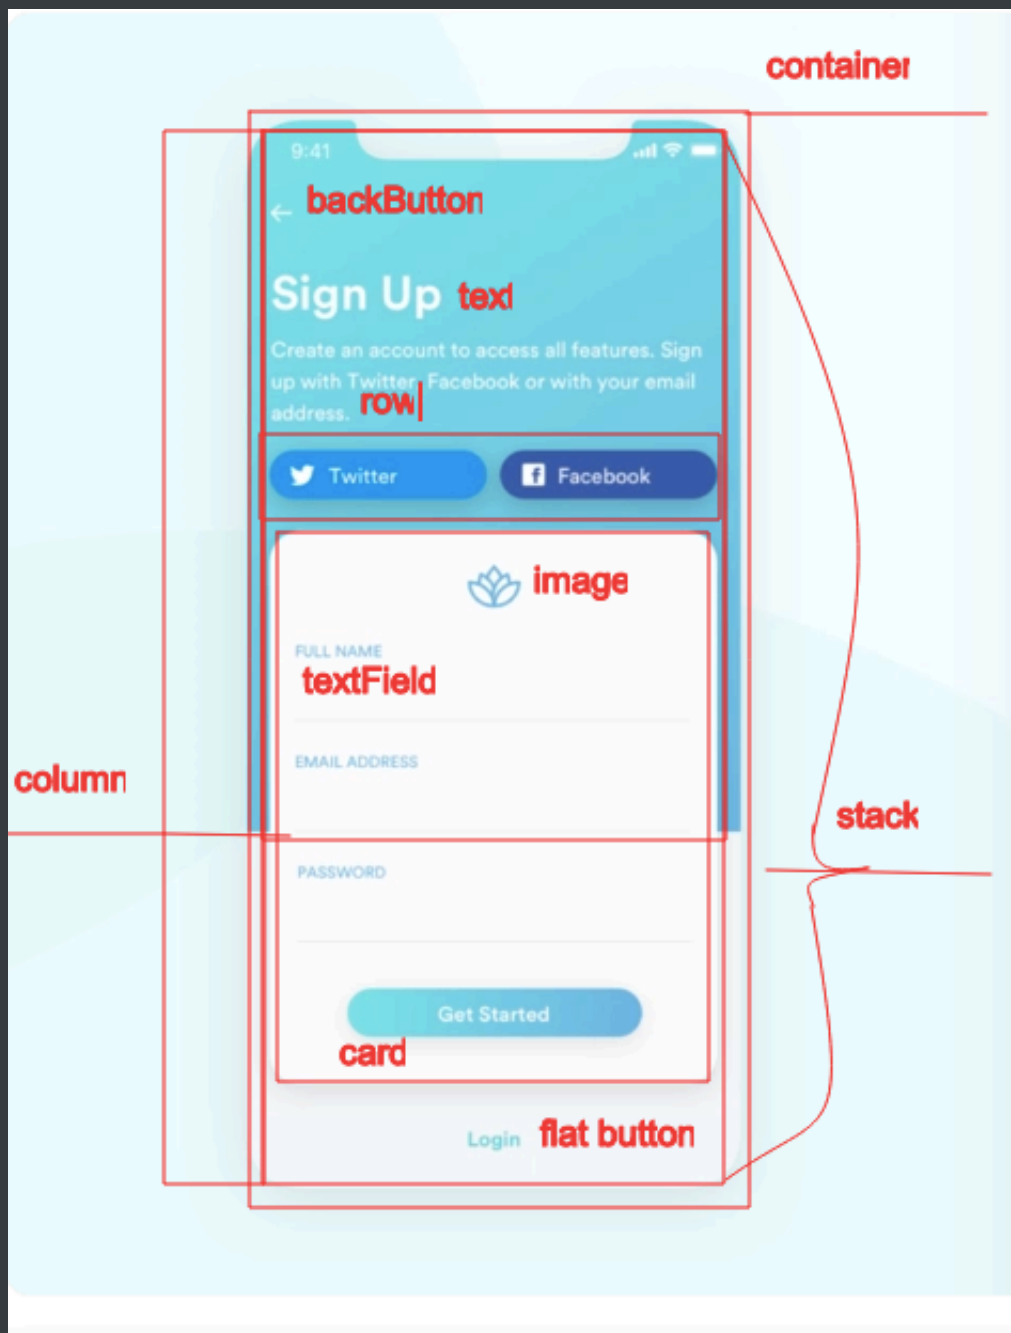 container
9:41
backButton
Sign Up text
Create an account to access all features. Sign
up with Twitter, Facebook or with your email
address. row
Twitter Facebook
image
FULL NAME
textField
EMAIL ADDRESS
column
stack
PASSWORD
Get Started
card
Login flat button